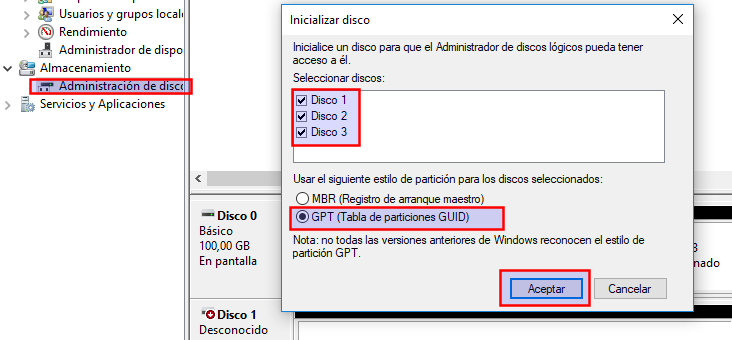 Usuarios y grupos locale
Rendimiento
Administrador de dispo
Almacenamiento
Administración de disco
Servicios y Aplicaciones
Inicializar disco
Inicialice un disco para que el Administrador de discos lógicos pueda tener
acceso a él.
Seleccionar discos:
Disco 1
Disco 2
Disco 3
Usar el siguiente estilo de partición para los discos seleccionados:
MBR (Registro de arranque maestro)
GPT (Tabla de particiones GUID)
Nota: no todas las versiones anteriores de Windows reconocen el estilo de
partición GPT.
Aceptar
Cancelar
Disco 0
Básico
100,00 GB
En pantalla
3
nado
Disco 1
Desconocido